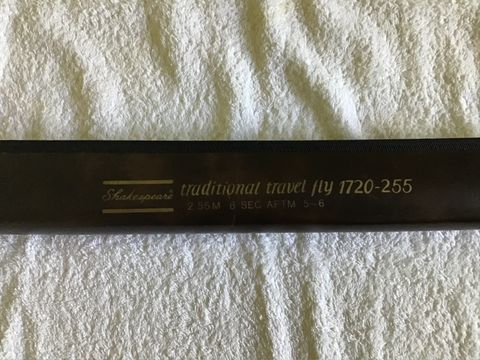 Shakespeare® traditional travel fly 1720-255
2.55M 6 SEC AFTM 5-6